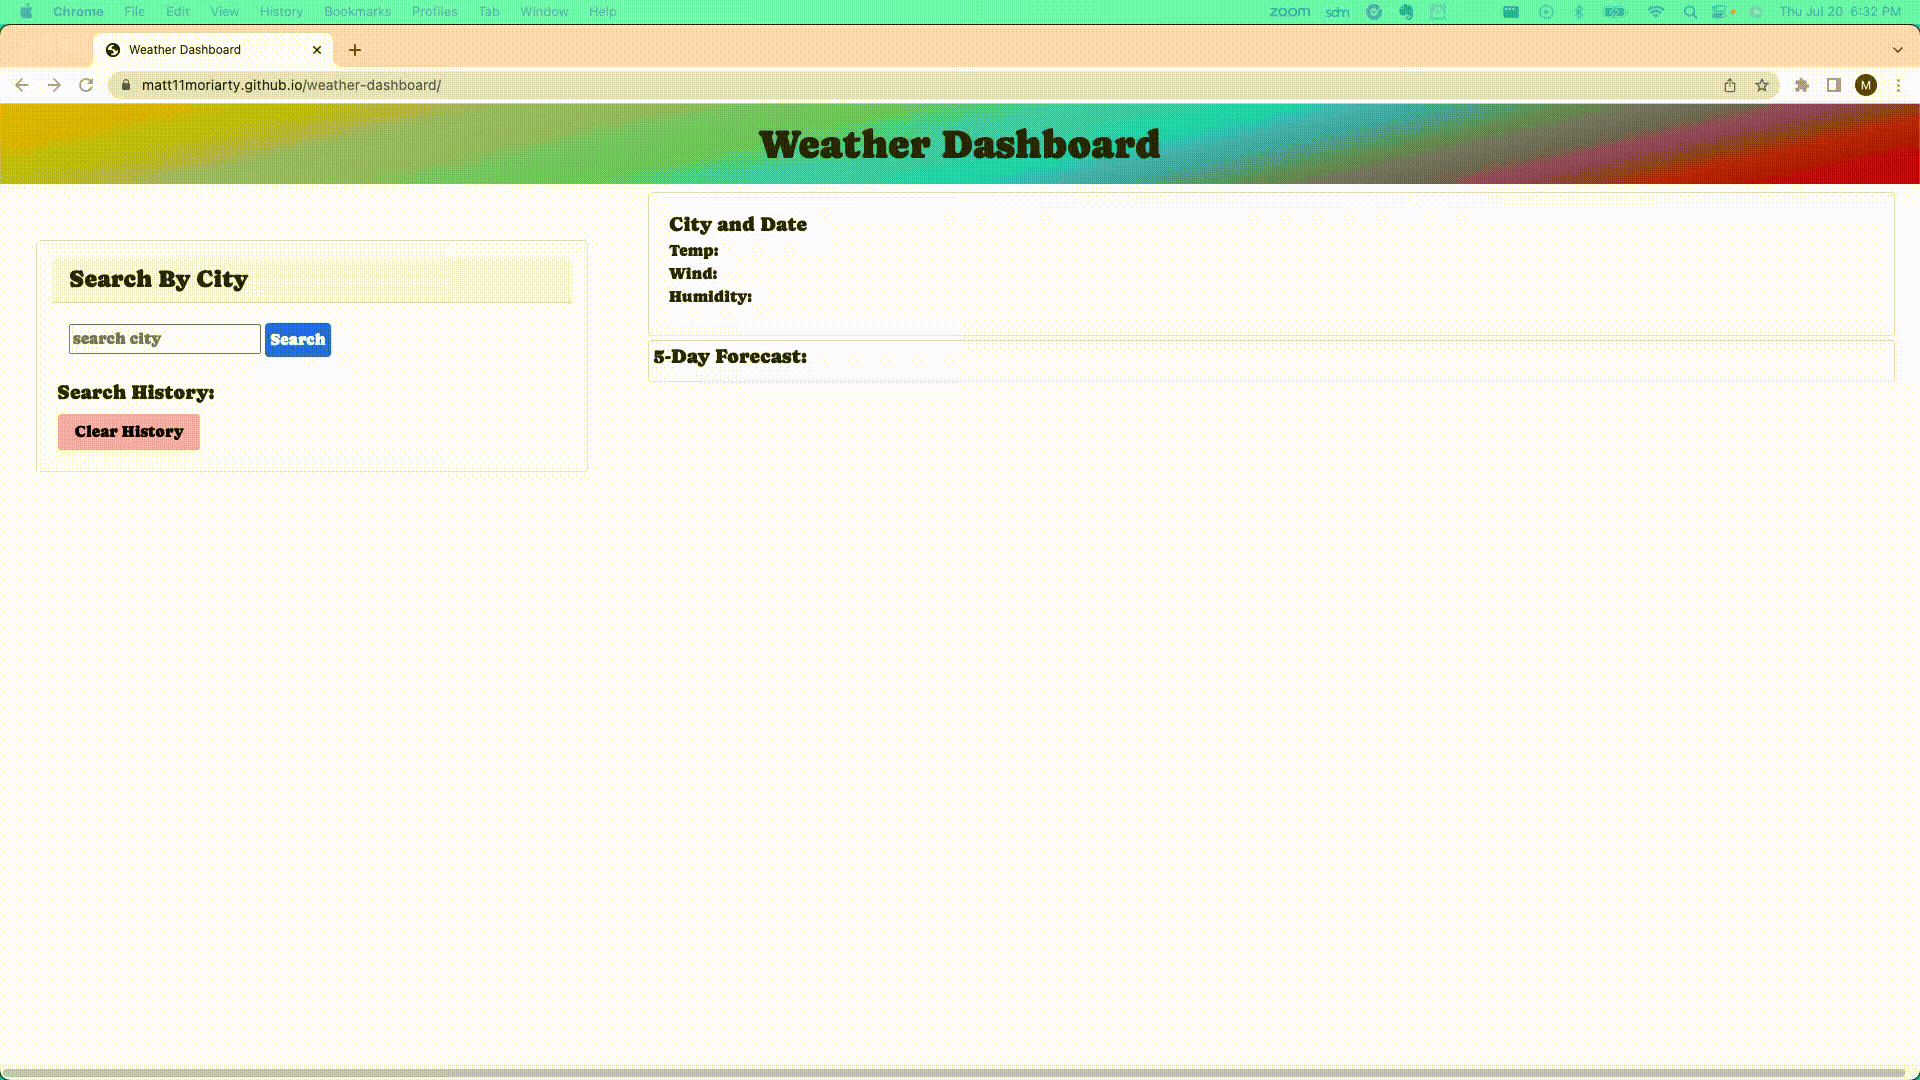 Chrome File Edit View History Bookmarks Profiles Tab Window Help zoom sdm Thu Jul 20 6:32 PM
Weather Dashboard
matt11moriarty.github.io/weather-dashboard/ M
Weather Dashboard
Search By City
search city Search
Search History:
Clear History
City and Date
Temp:
Wind:
Humidity:
5-Day Forecast: